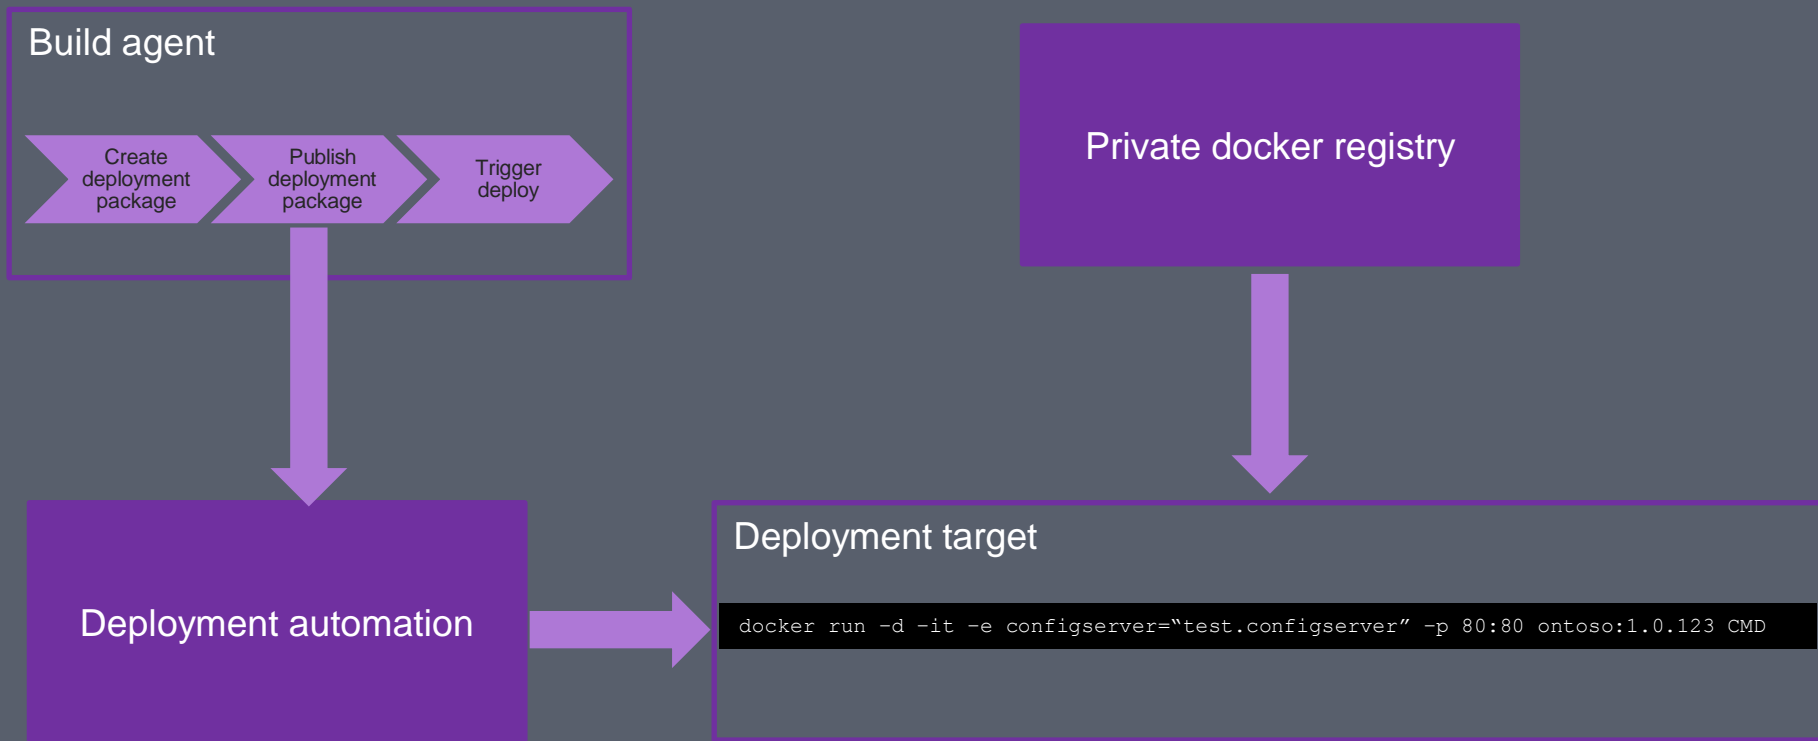 Build agent
Create
deployment
package
Publish
deployment
package
Trigger
deploy
Private docker registry
Deployment automation
Deployment target
docker run –d –it –e configserver=“test.configserver” –p 80:80 ontoso:1.0.123 CMD